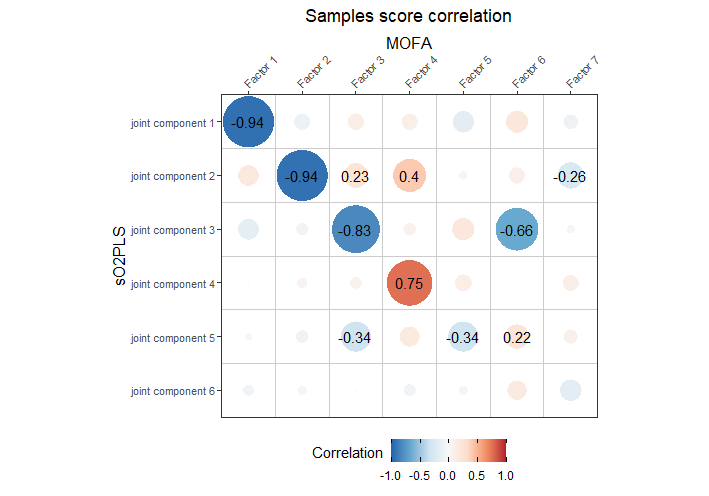 Samples score correlation
MOFA
Factor 1 Factor 2 Factor 3 Factor 4 Factor 5 Factor 6 Factor 7
sO2PLS
joint component 1 -0.94
joint component 2 -0.94 0.23 0.4 -0.26
joint component 3 -0.83 -0.66
joint component 4 0.75
joint component 5 -0.34 -0.34 0.22
joint component 6
Correlation
-1.0 -0.5 0.0 0.5 1.0